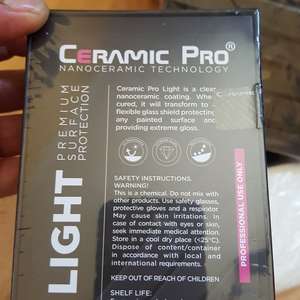 CERAMIC PRO®
NANOCERAMIC TECHNOLOGY
LIGHT
PREMIUM
SURFACE
PROTECTION
Ceramic Pro Light is a clear
nanoceramic coating. When
cured, it will transform to a
flexible glass shield protecting
any painted surface and
providing extreme gloss.
SAFETY INSTRUCTIONS.
WARNING!
This is a chemical. Do not mix with
other products. Use safety glasses,
protective gloves and a respirator.
May cause skin irritations. In
case of contact with eyes or skin,
seek immediate medical attention.
Store in a cool dry place (<25°C).
Dispose of content/container
in accordance with local and
international requirements.
KEEP OUT OF REACH OF CHILDREN
SHELF LIFE:
PROFESSIONAL USE ONLY